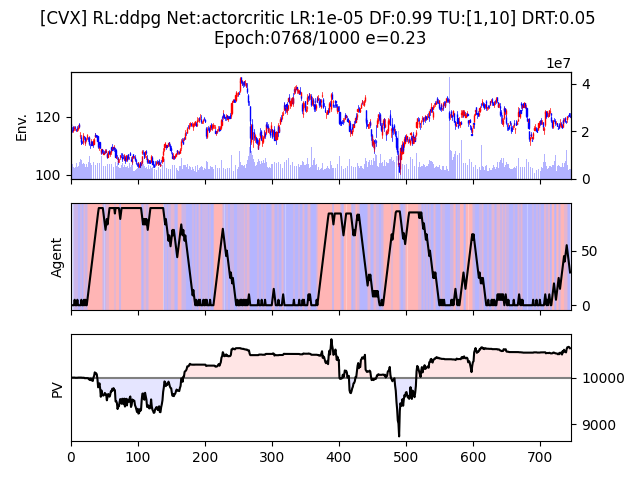 [CVX] RL:ddpg Net:actorcritic LR:1e-05 DF:0.99 TU:[1,10] DRT:0.05
Epoch:0768/1000 e=0.23
1e7
Env.
120
100
4
2
0
Agent
50
0
PV
10000
9000
0 100 200 300 400 500 600 700